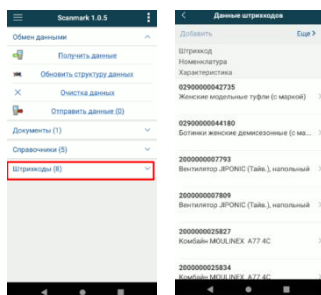 Scanmark 1.0.5
Обмен данными
Получить данные
Обновить структуру данных
Очистка данных
Отправить данные (0)
Документы (1)
Справочники (5)
Штрихкоды (8)
Данные штрихкодов
Добавить Еще
Штрихкод
Номенклатура
Характеристика
02900000042735
Женские модельные туфли (с маркой)
02900000044180
Ботинки женские демисезонные (с ма...
2000000007793
Вентилятор JIPONIC (Тайв.), напольный
2000000007809
Вентилятор JIPONIC (Тайв.), напольный
2000000025827
Комбайн MOULINEX A77 4C
2000000025834
Комбайн MOULINEX A77 4C